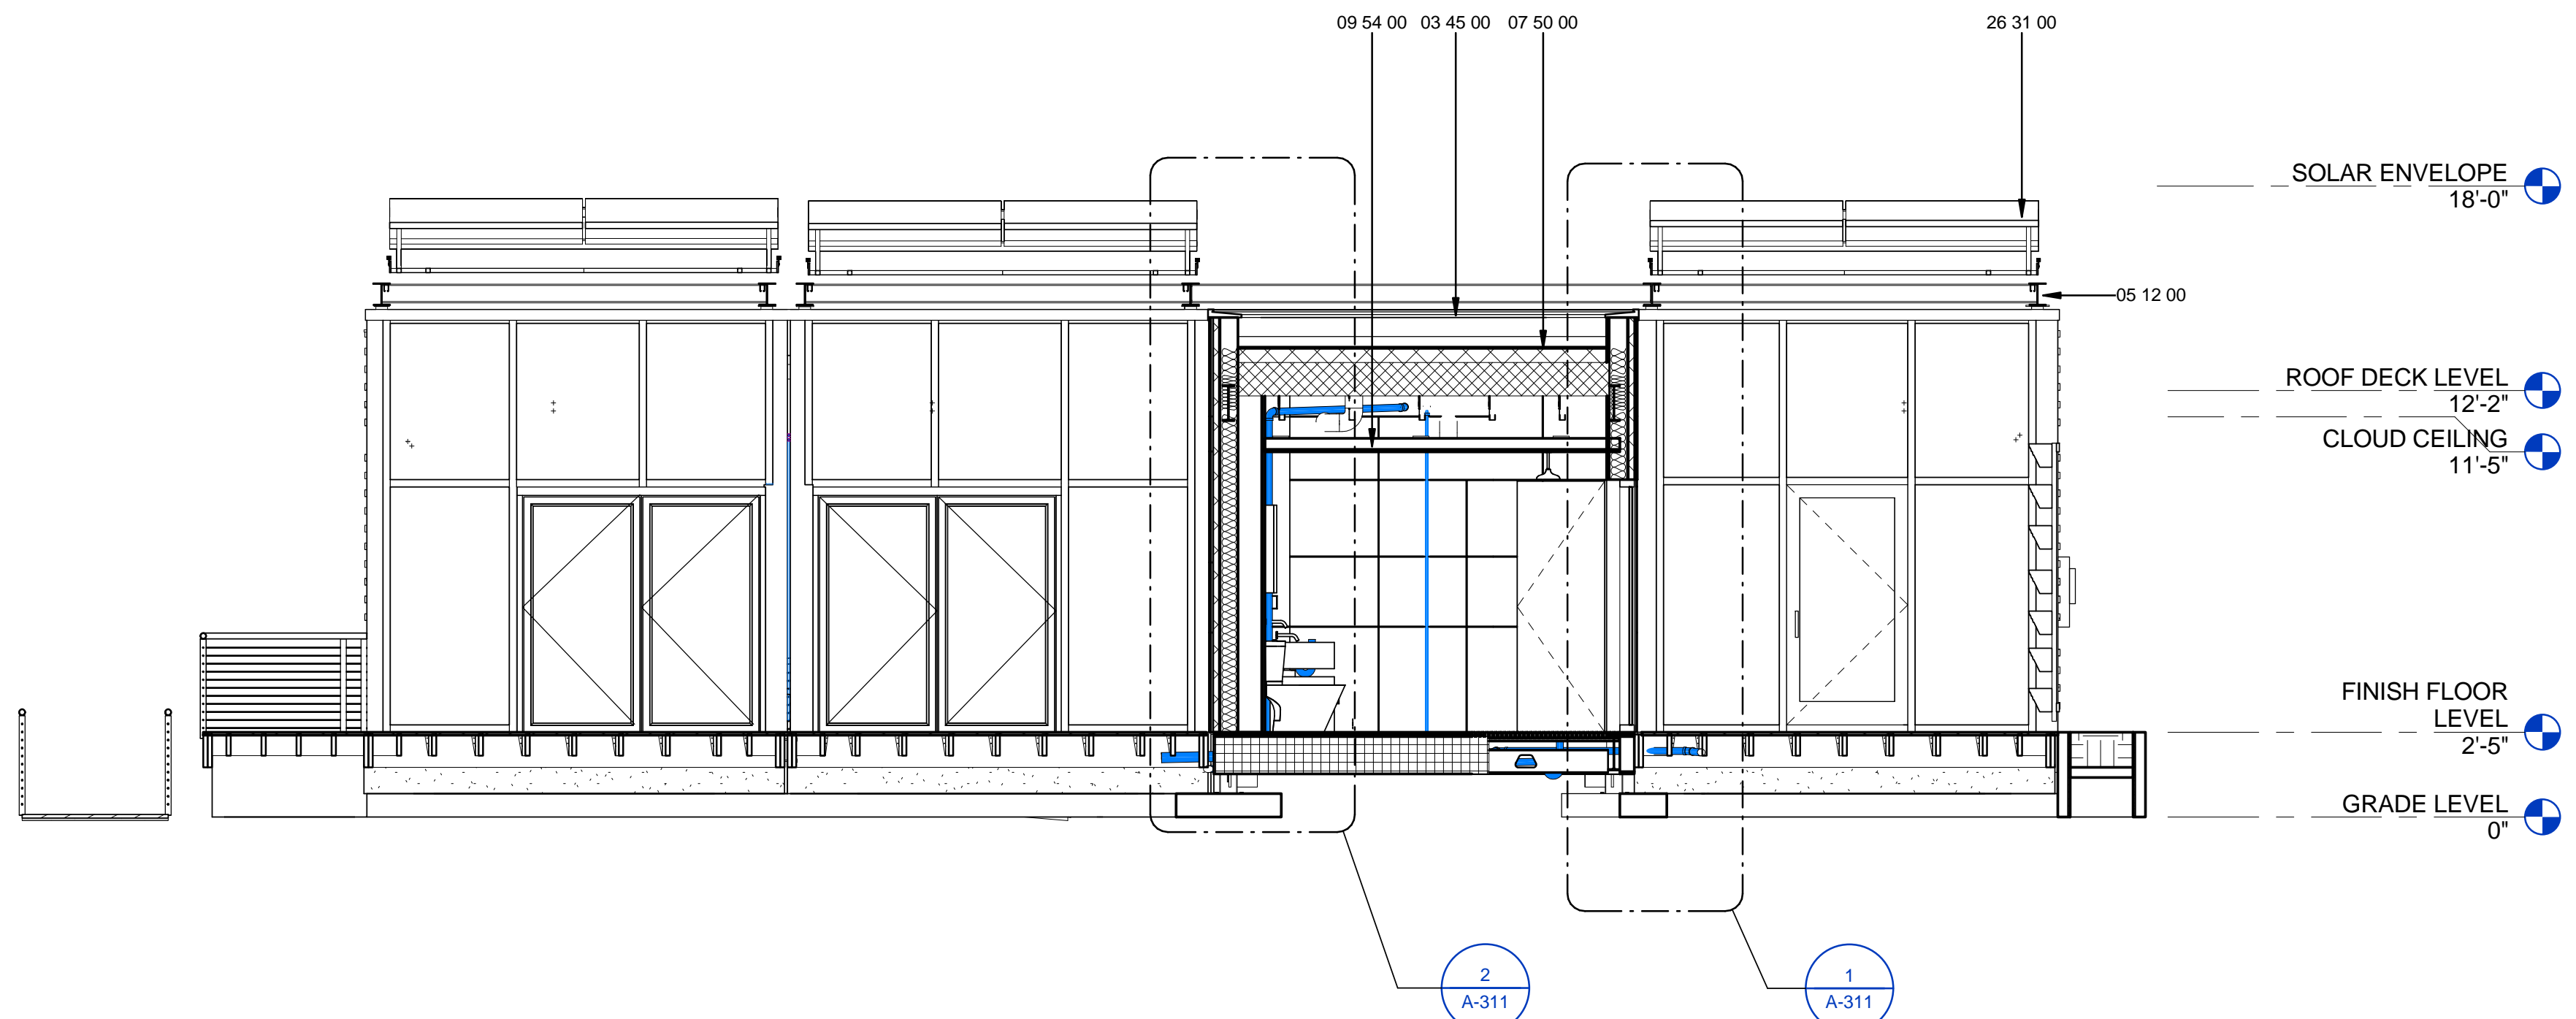 09 54 00 03 45 00 07 50 00 26 31 00
SOLAR ENVELOPE
18'-0"
05 12 00
ROOF DECK LEVEL
12'-2"
CLOUD CEILING
11'-5"
FINISH FLOOR
LEVEL
2'-5"
GRADE LEVEL
0"
2
A-311
1
A-311